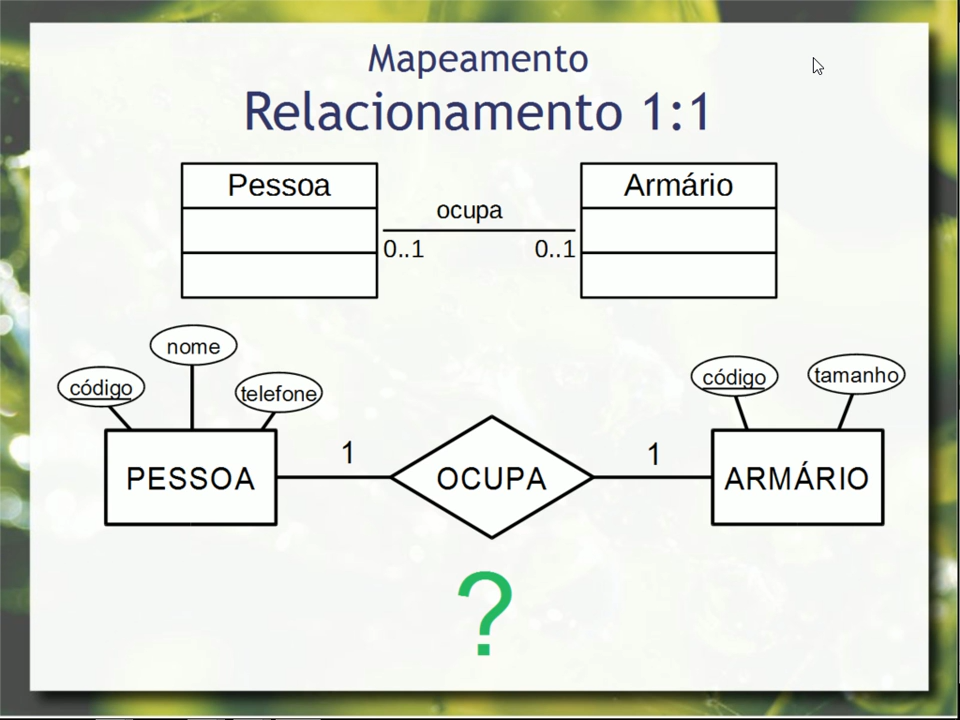 Mapeamento
Relacionamento 1:1
Pessoa
Armário
ocupa
0..1
0..1
nome
código
telefone
código
tamanho
1
1
PESSOA
OCUPA
ARMÁRIO
?